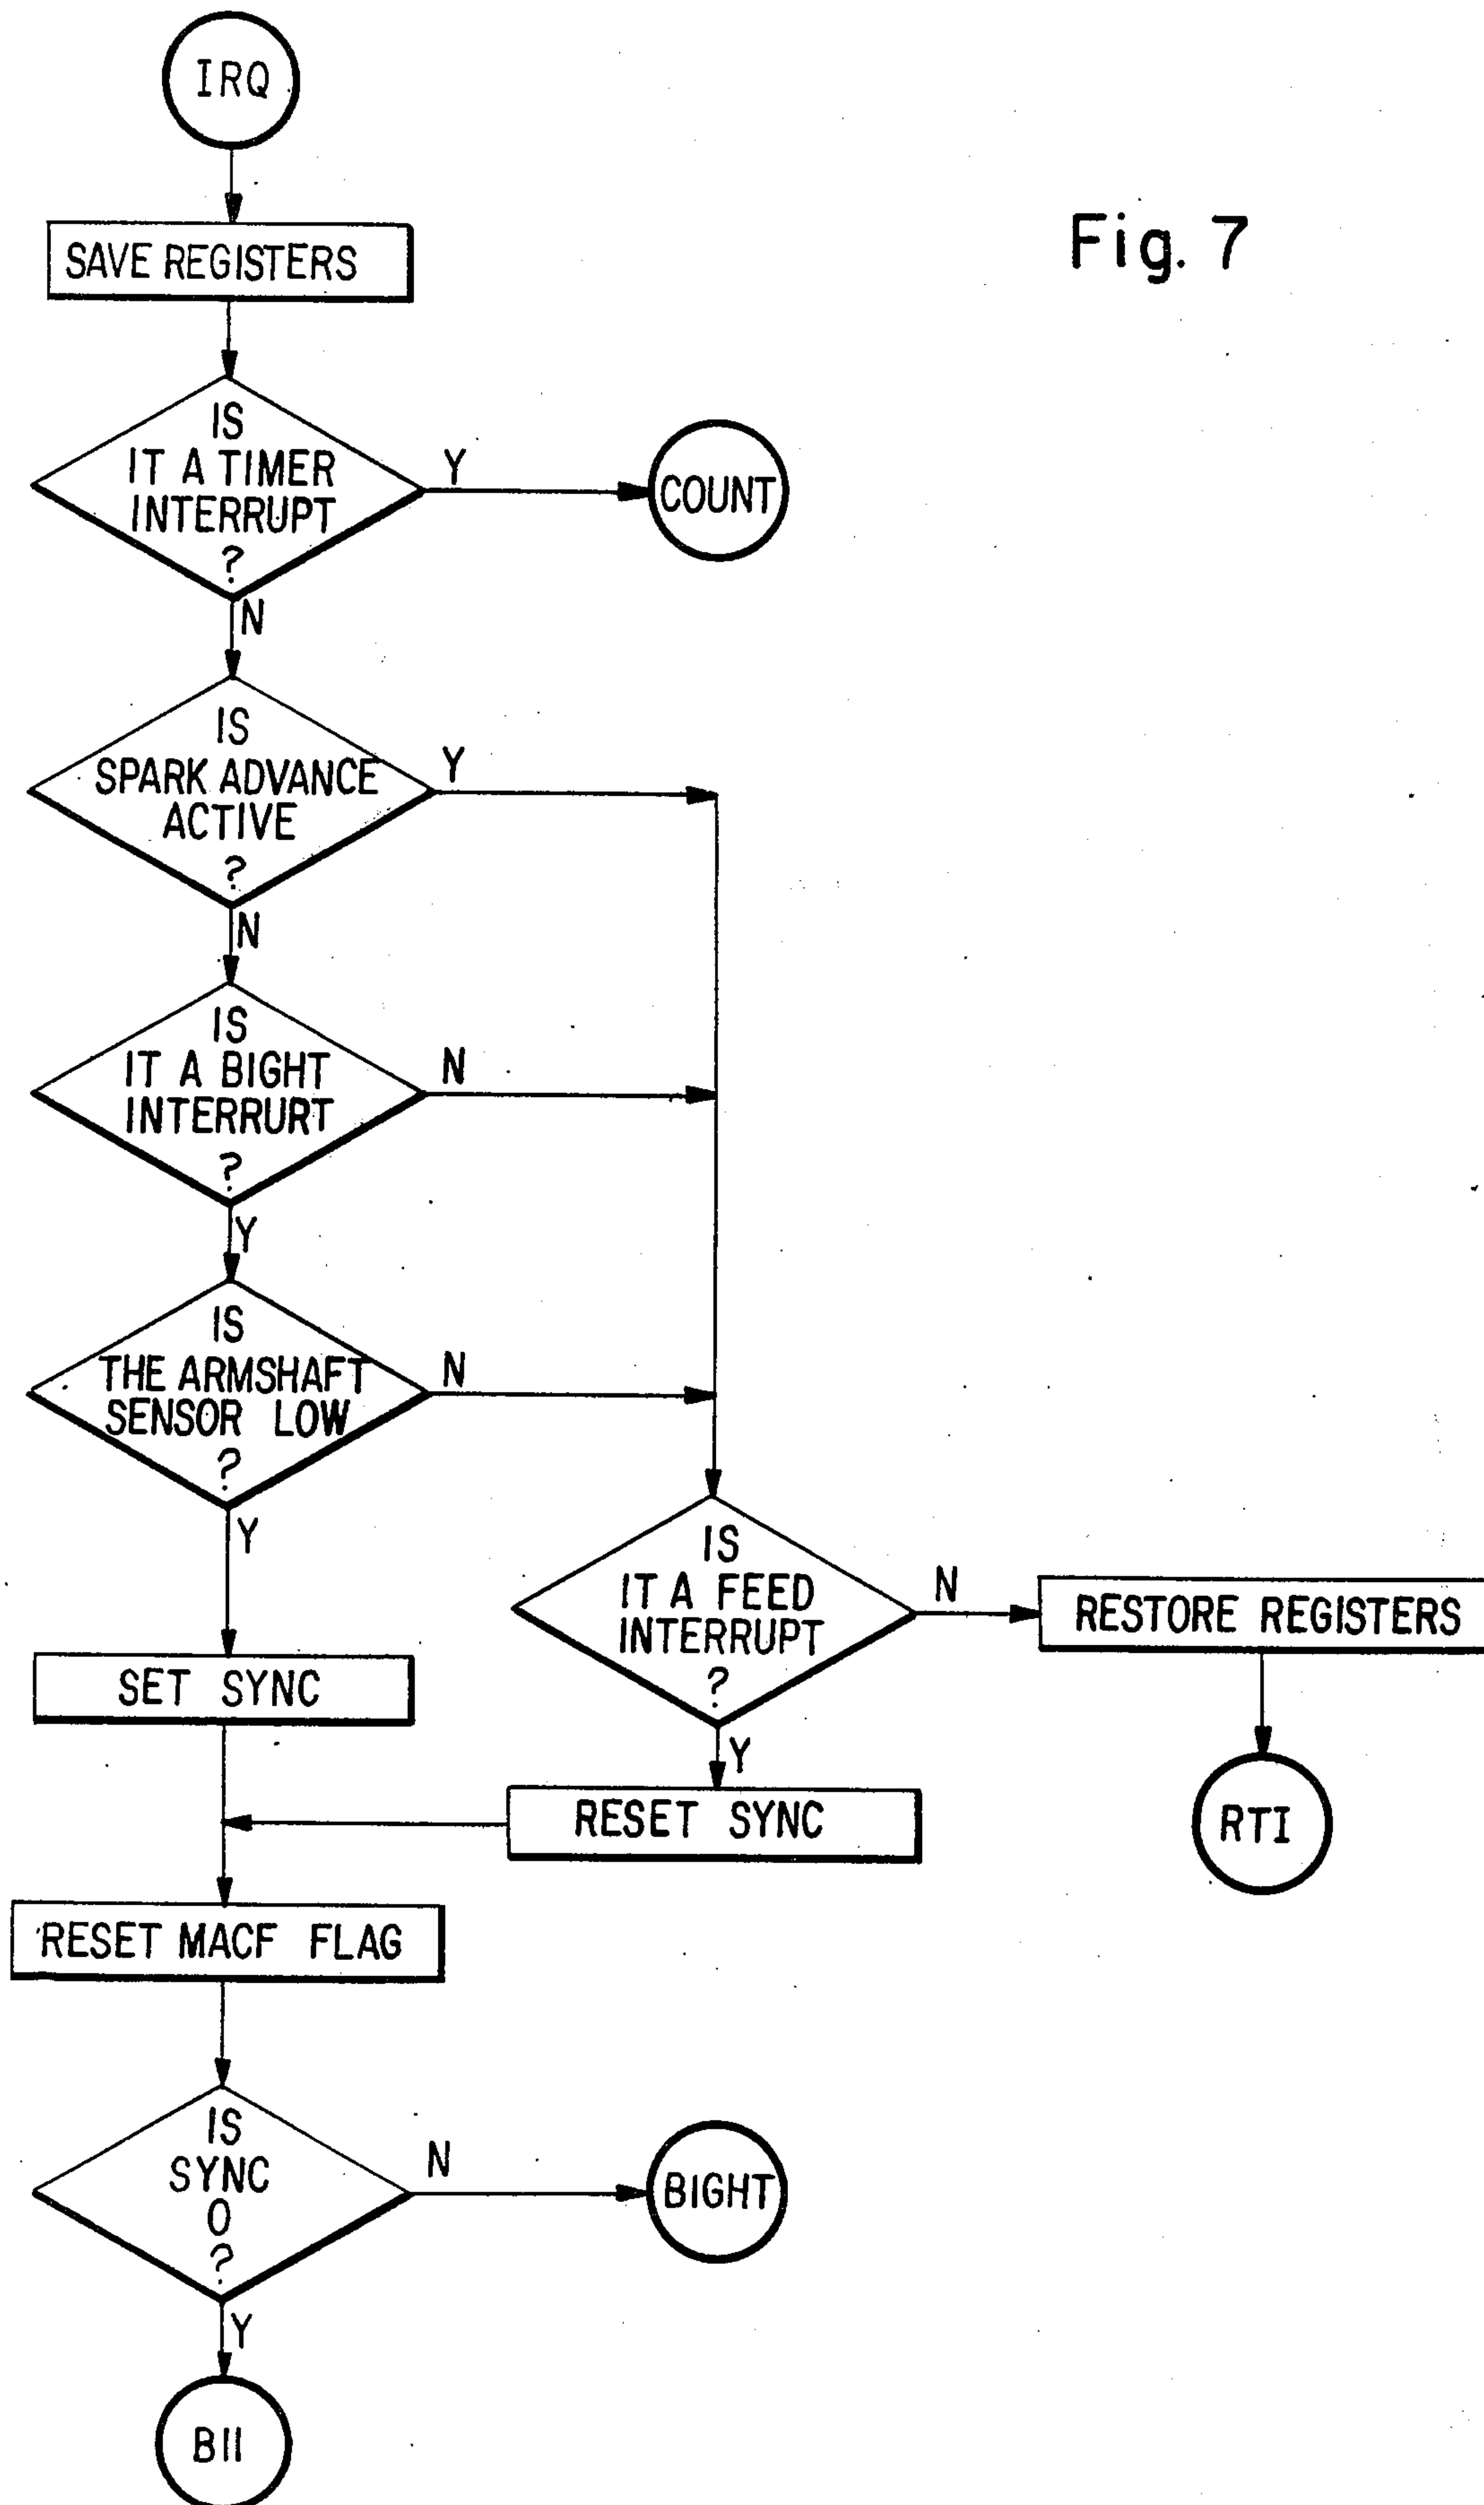 IRQ
Fig. 7
SAVE REGISTERS
IS
IT A TIMER
INTERRUPT
?
Y
COUNT
N
IS
SPARK ADVANCE
ACTIVE
?
Y
N
IS
IT A BIGHT
INTERRURT
?
N
Y
IS
THE ARMSHAFT
SENSOR LOW
?
N
Y
IS
IT A FEED
INTERRUPT
?
N
RESTORE REGISTERS
Y
SET SYNC
RESET SYNC
RTI
RESET MACF FLAG
IS
SYNC
0
?
N
BIGHT
Y
B11